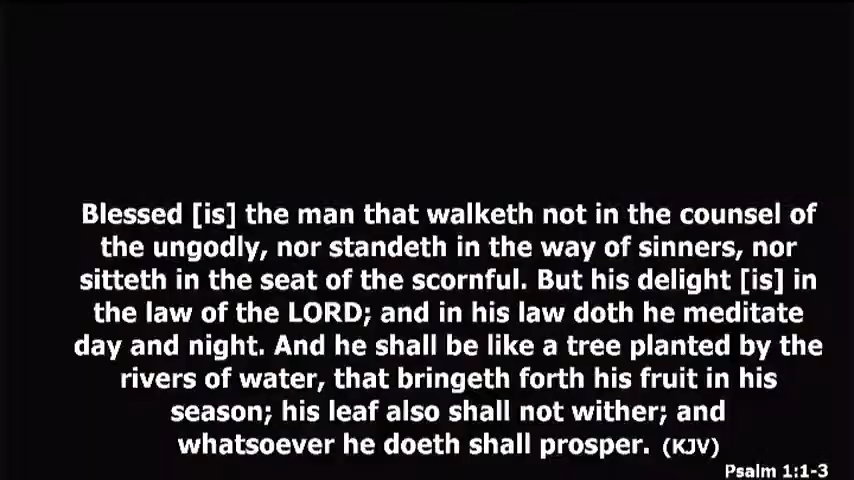 Blessed [is] the man that walketh not in the counsel of
the ungodly, nor standeth in the way of sinners, nor
sitteth in the seat of the scornful. But his delight [is] in
the law of the LORD; and in his law doth he meditate
day and night. And he shall be like a tree planted by the
rivers of water, that bringeth forth his fruit in his
season; his leaf also shall not wither; and
whatsoever he doeth shall prosper. (KJV)
Psalm 1:1-3